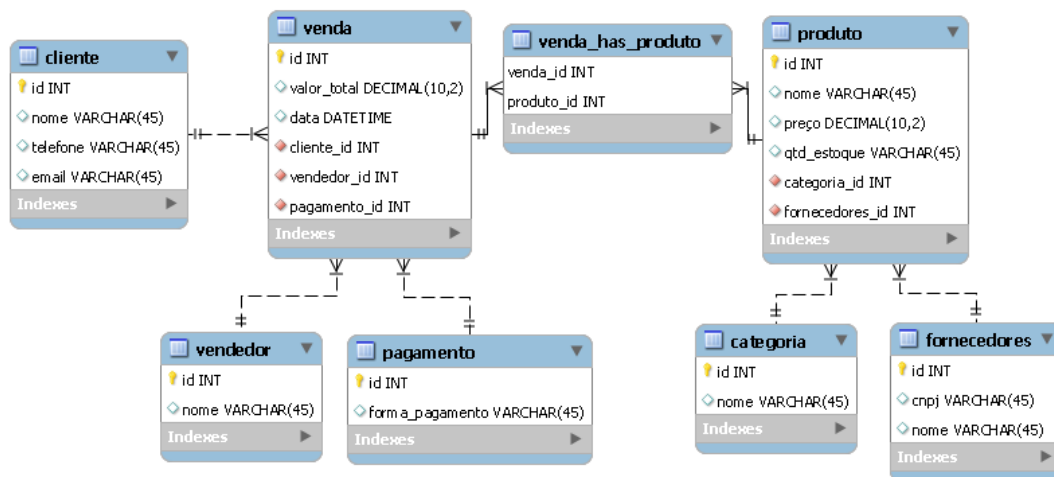 cliente
id INT
nome VARCHAR(45)
telefone VARCHAR(45)
email VARCHAR(45)
Indexes
venda
id INT
valor_total DECIMAL(10,2)
data DATETIME
cliente_id INT
vendedor_id INT
pagamento_id INT
Indexes
venda_has_produto
venda_id INT
produto_id INT
Indexes
produto
id INT
nome VARCHAR(45)
preço DECIMAL(10,2)
qtd_estoque VARCHAR(45)
categoria_id INT
fornecedores_id INT
Indexes
vendedor
id INT
nome VARCHAR(45)
Indexes
pagamento
id INT
forma_pagamento VARCHAR(45)
Indexes
categoria
id INT
nome VARCHAR(45)
Indexes
fornecedores
id INT
cnpj VARCHAR(45)
nome VARCHAR(45)
Indexes